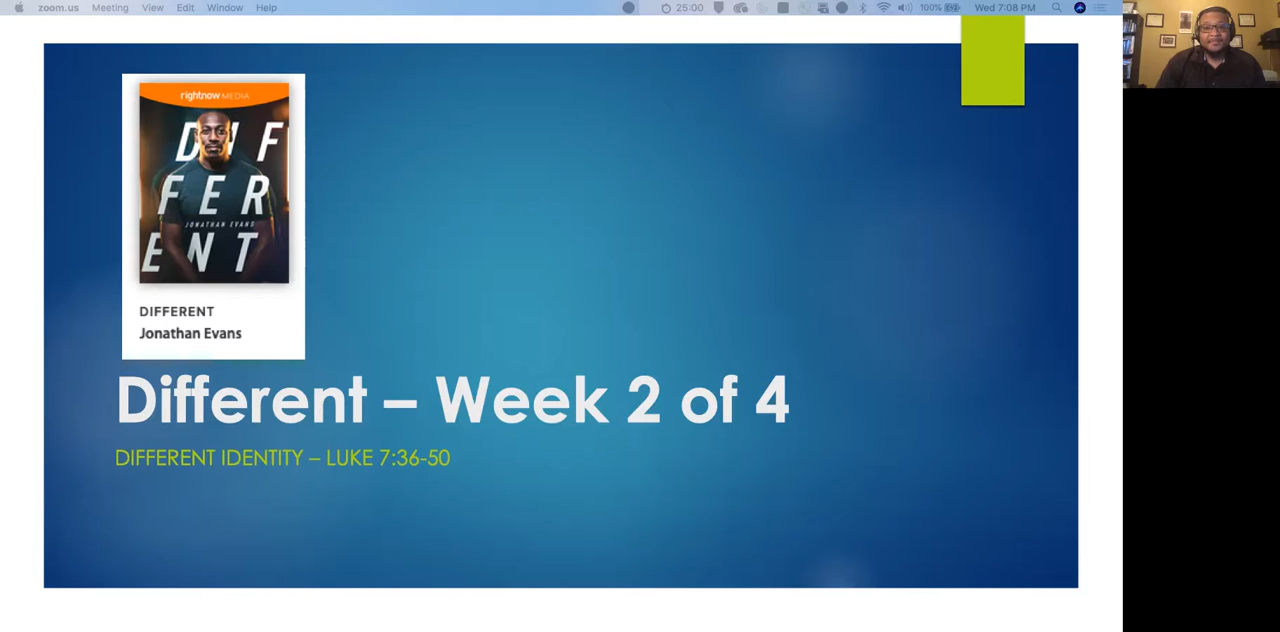 zoom.us Meeting View Edit Window Help 25:00 100% Wed 7:08 PM
rightnow MEDIA
DIF
FER
JONATHAN EVANS
ENT
DIFFERENT
Jonathan Evans
Different – Week 2 of 4
DIFFERENT IDENTITY – LUKE 7:36-50